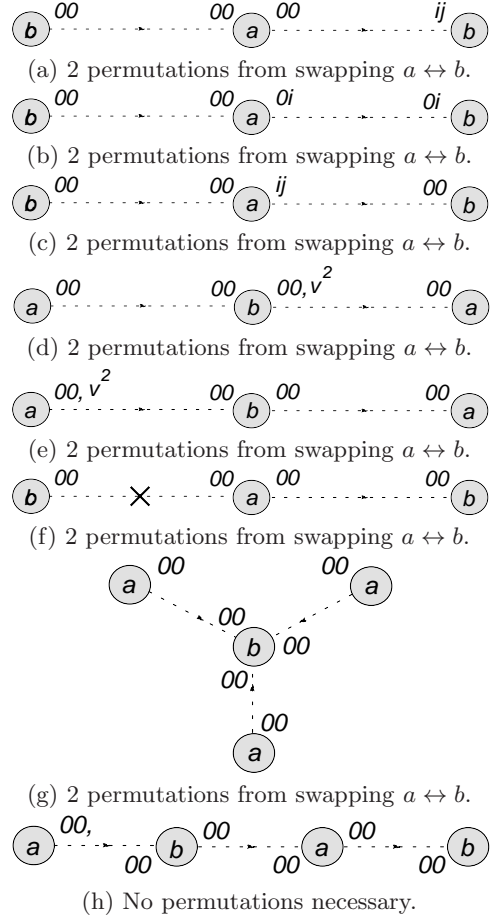 00 00 00 ij
b a b
(a) 2 permutations from swapping a ↔ b.
00 00 0i 0i
b a b
(b) 2 permutations from swapping a ↔ b.
00 00 ij 00
b a b
(c) 2 permutations from swapping a ↔ b.
00 00 00, v² 00
a b a
(d) 2 permutations from swapping a ↔ b.
00, v² 00 00 00
a b a
(e) 2 permutations from swapping a ↔ b.
00 00 00 00
b a b
(f) 2 permutations from swapping a ↔ b.
00 00
a a
00
b 00
00
00
a
(g) 2 permutations from swapping a ↔ b.
00, 00 00
a b a b
00 00 00
(h) No permutations necessary.